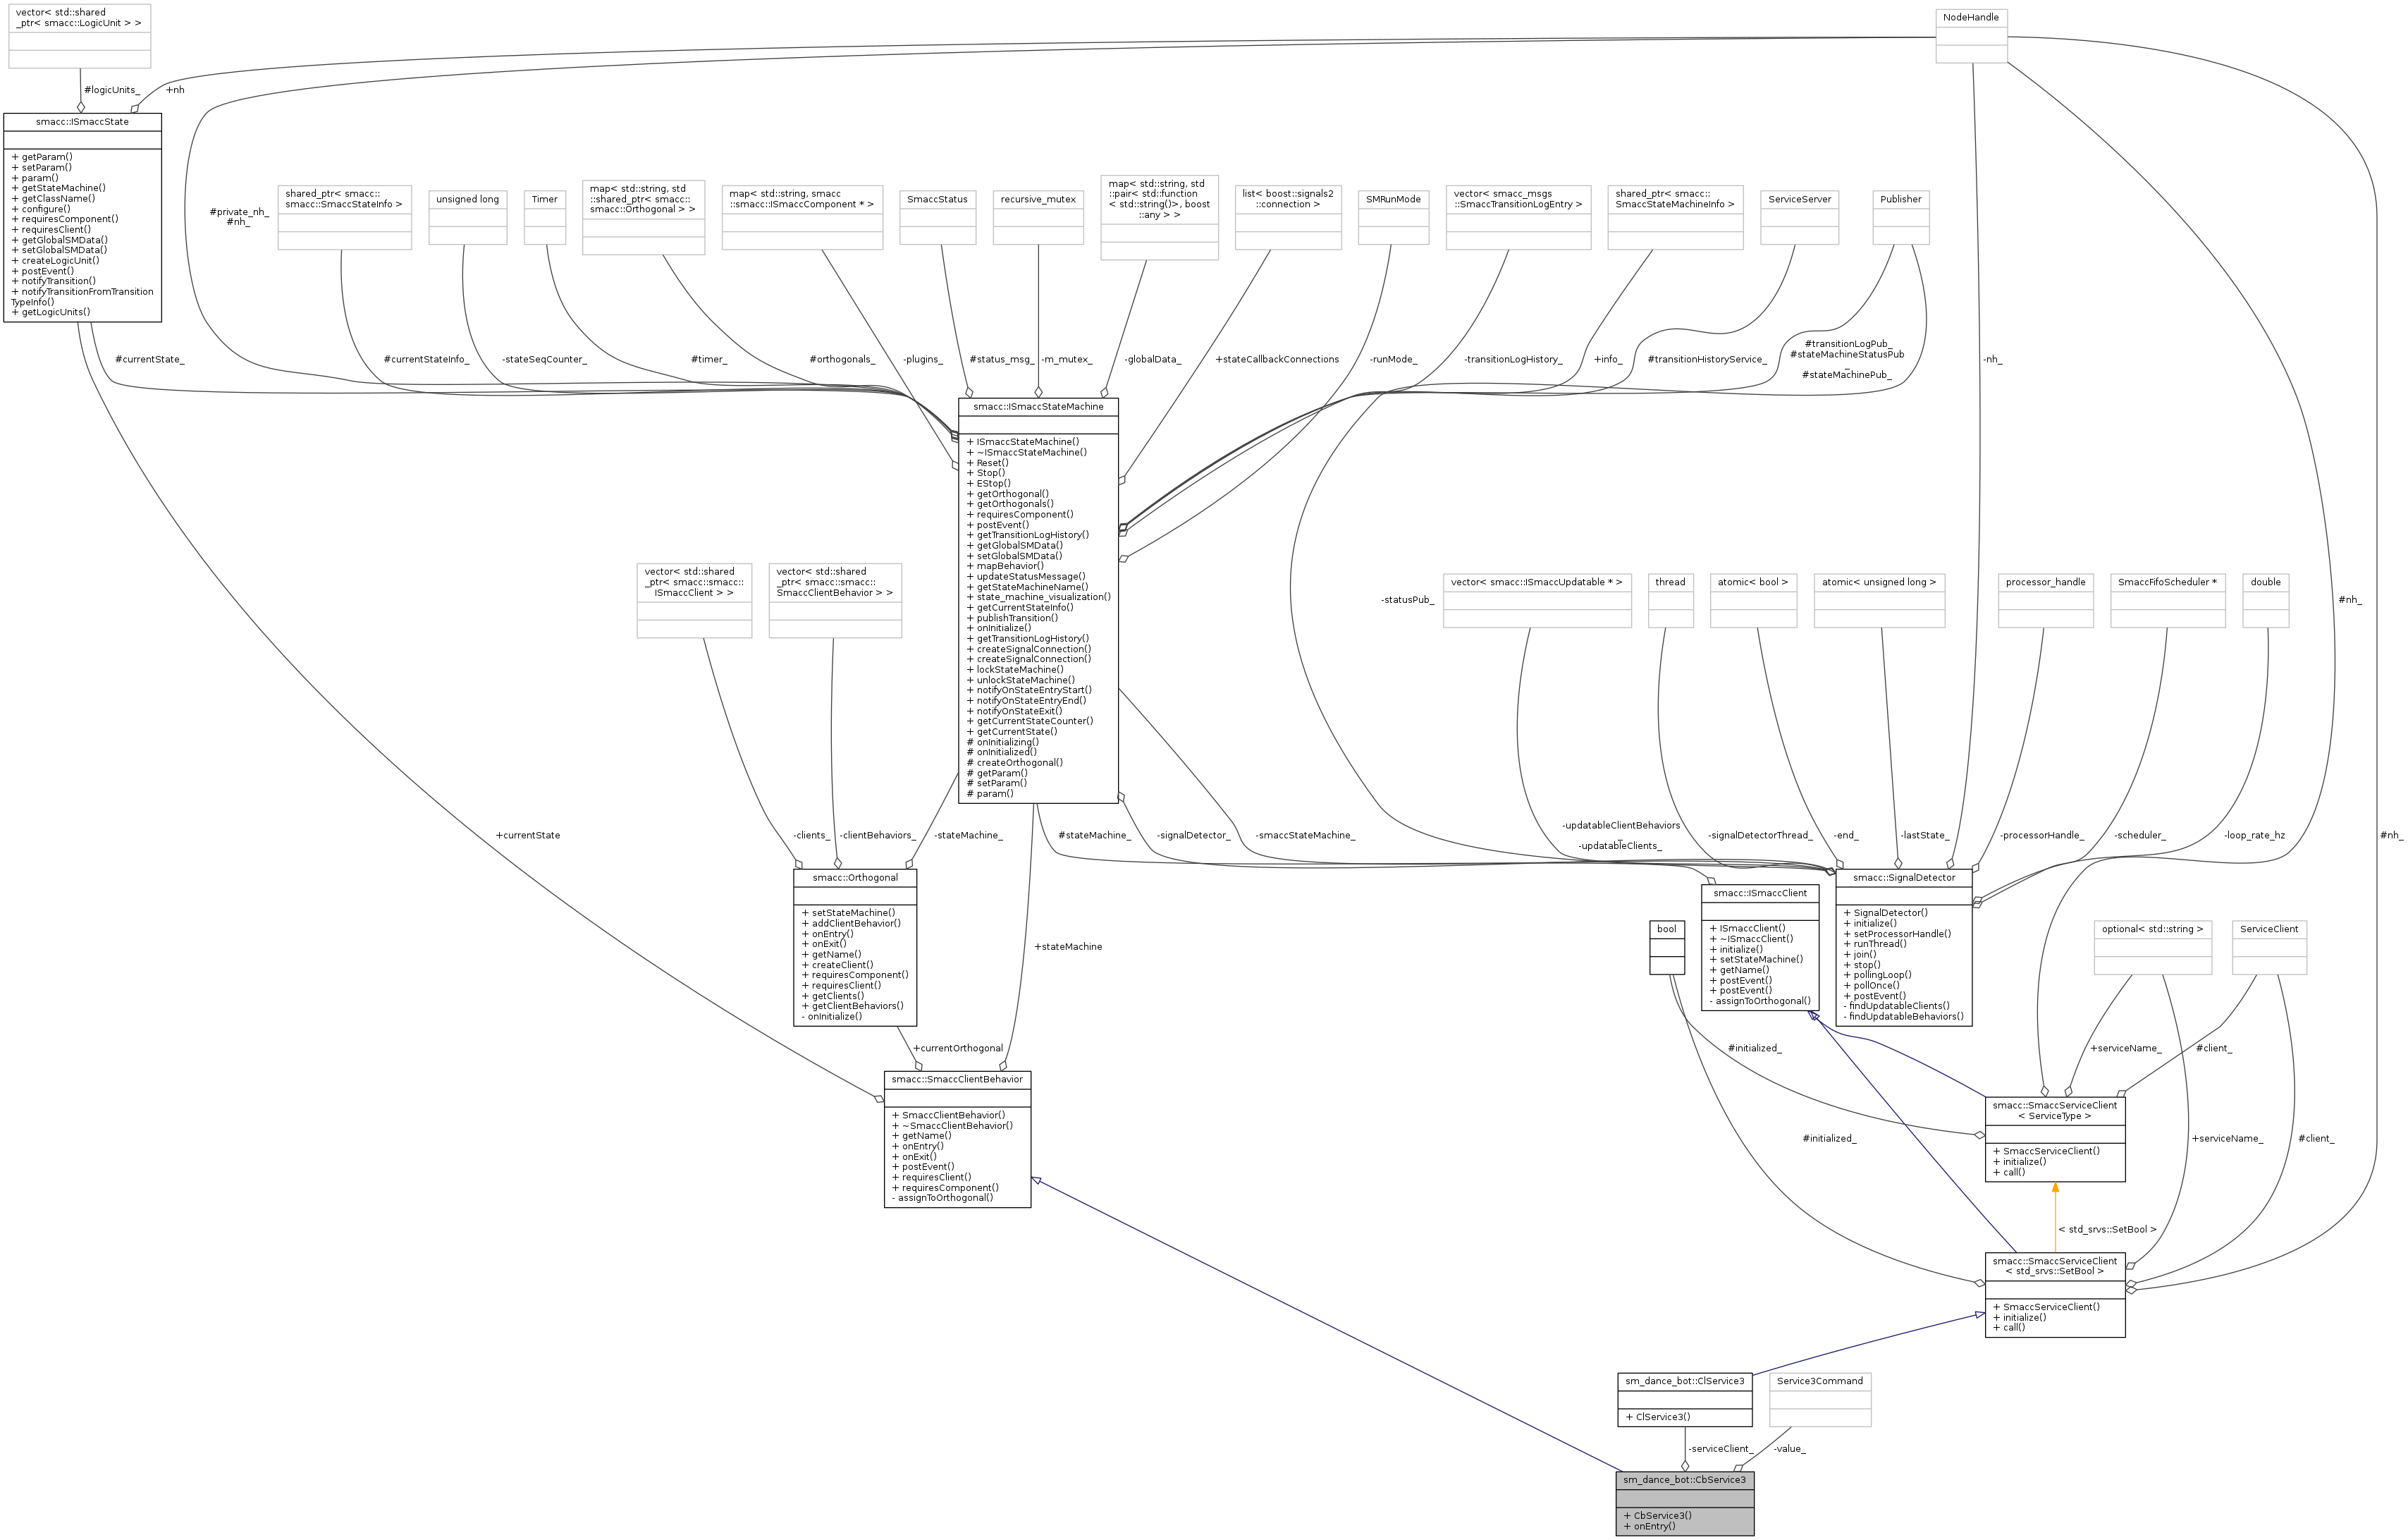 vector< std::shared
_ptr< smacc::LogicUnit > >
NodeHandle
#logicUnits_
+nh
smacc::ISmaccState
+ getParam()
+ setParam()
+ param()
+ getStateMachine()
+ getClassName()
+ configure()
+ requiresComponent()
+ requiresClient()
+ getGlobalSMData()
+ setGlobalSMData()
+ createLogicUnit()
+ postEvent()
+ notifyTransition()
+ notifyTransitionFromTransition
TypeInfo()
+ getLogicUnits()
#private_nh_
#nh_
shared_ptr< smacc::
smacc::SmaccStateInfo >
unsigned long
Timer
map< std::string, std
::shared_ptr< smacc::
smacc::Orthogonal > >
map< std::string, smacc
::smacc::ISmaccComponent * >
SmaccStatus
recursive_mutex
map< std::string, std
::pair< std::function
< std::string()>, boost
::any > >
list< boost::signals2
::connection >
SMRunMode
vector< smacc_msgs
::SmaccTransitionLogEntry >
shared_ptr< smacc::
SmaccStateMachineInfo >
ServiceServer
Publisher
#currentState_
#currentStateInfo_
-stateSeqCounter_
#timer_
#orthogonals_
-plugins_
#status_msg_
-m_mutex_
-globalData_
+stateCallbackConnections
-runMode_
-transitionLogHistory_
+info_
#transitionHistoryService_
#transitionLogPub_
#stateMachineStatusPub
_
#stateMachinePub_
-nh_
smacc::ISmaccStateMachine
+ ISmaccStateMachine()
+ ~ISmaccStateMachine()
+ Reset()
+ Stop()
+ EStop()
+ getOrthogonal()
+ getOrthogonals()
+ requiresComponent()
+ postEvent()
+ getTransitionLogHistory()
+ getGlobalSMData()
+ setGlobalSMData()
+ mapBehavior()
+ updateStatusMessage()
+ getStateMachineName()
+ state_machine_visualization()
+ getCurrentStateInfo()
+ publishTransition()
+ onInitialize()
+ getTransitionLogHistory()
+ createSignalConnection()
+ createSignalConnection()
+ lockStateMachine()
+ unlockStateMachine()
+ notifyOnStateEntryStart()
+ notifyOnStateEntryEnd()
+ notifyOnStateExit()
+ getCurrentStateCounter()
+ getCurrentState()
# onInitializing()
# onInitialized()
# createOrthogonal()
# getParam()
# setParam()
# param()
vector< std::shared
_ptr< smacc::smacc::
ISmaccClient > >
vector< std::shared
_ptr< smacc::smacc::
SmaccClientBehavior > >
-statusPub_
vector< smacc::ISmaccUpdatable * >
thread
atomic< bool >
atomic< unsigned long >
processor_handle
SmaccFifoScheduler *
double
#nh_
+currentState
-clients_
-clientBehaviors_
-stateMachine_
#stateMachine_
-signalDetector_
-smaccStateMachine_
-updatableClientBehaviors
_
-updatableClients_
-signalDetectorThread_
-end_
-lastState_
-processorHandle_
-scheduler_
-loop_rate_hz
#nh_
smacc::Orthogonal
+ setStateMachine()
+ addClientBehavior()
+ onEntry()
+ onExit()
+ getName()
+ createClient()
+ requiresComponent()
+ requiresClient()
+ getClients()
+ getClientBehaviors()
- onInitialize()
+stateMachine
bool
smacc::ISmaccClient
+ ISmaccClient()
+ ~ISmaccClient()
+ initialize()
+ setStateMachine()
+ getName()
+ postEvent()
+ postEvent()
- assignToOrthogonal()
smacc::SignalDetector
+ SignalDetector()
+ initialize()
+ setProcessorHandle()
+ runThread()
+ join()
+ stop()
+ pollingLoop()
+ pollOnce()
+ postEvent()
- findUpdatableClients()
- findUpdatableBehaviors()
optional< std::string >
ServiceClient
+currentOrthogonal
#initialized_
+serviceName_
#client_
smacc::SmaccClientBehavior
+ SmaccClientBehavior()
+ ~SmaccClientBehavior()
+ getName()
+ onEntry()
+ onExit()
+ postEvent()
+ requiresClient()
+ requiresComponent()
- assignToOrthogonal()
smacc::SmaccServiceClient
< ServiceType >
+ SmaccServiceClient()
+ initialize()
+ call()
#initialized_
+serviceName_
#client_
< std_srvs::SetBool >
smacc::SmaccServiceClient
< std_srvs::SetBool >
+ SmaccServiceClient()
+ initialize()
+ call()
sm_dance_bot::ClService3
+ ClService3()
Service3Command
-serviceClient_
-value_
sm_dance_bot::CbService3
+ CbService3()
+ onEntry()